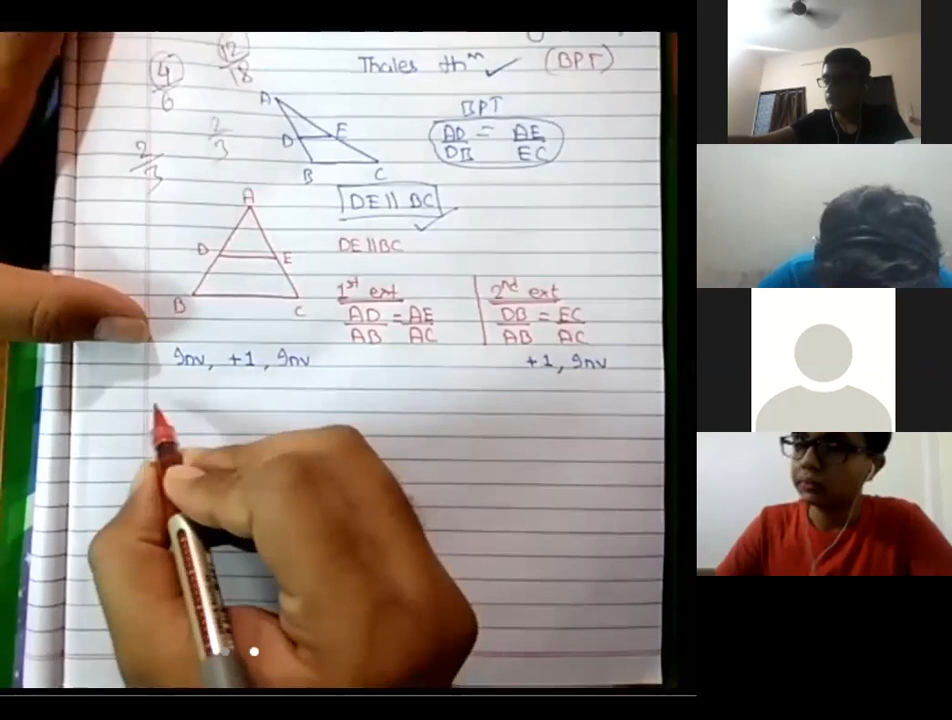 4/6
12/18
Thales thm ✓ (BPT)
2/3
2/3
A
D E
B C
BPT
AD/DB = AE/EC
DE || BC
A
D E
B C
DE || BC
1st ext
AD/AB = AE/AC
2nd ext
DB/AB = EC/AC
Inv, +1, Inv
+1, Inv